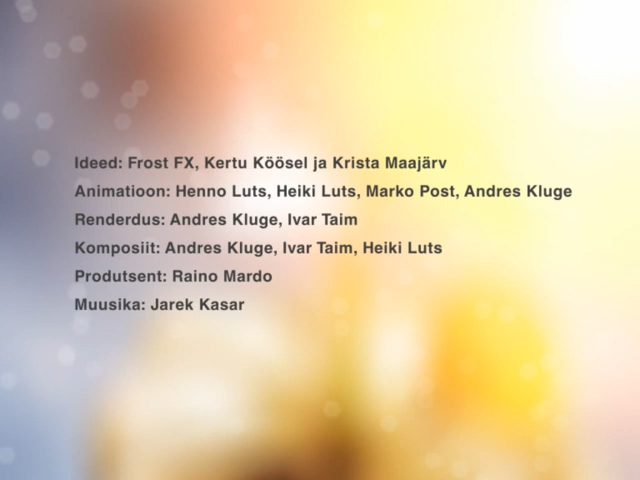 Ideed: Frost FX, Kertu Köösel ja Krista Maajärv
Animatioon: Henno Luts, Heiki Luts, Marko Post, Andres Kluge
Renderdus: Andres Kluge, Ivar Taim
Komposiit: Andres Kluge, Ivar Taim, Heiki Luts
Produtsent: Raino Mardo
Muusika: Jarek Kasar